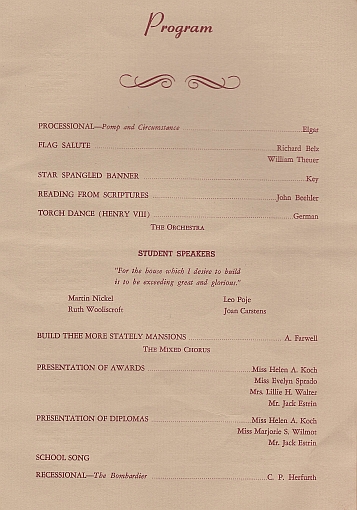 Program
PROCESSIONAL—Pomp and Circumstance Elgar
FLAG SALUTE Richard Belz
William Theuer
STAR SPANGLED BANNER Key
READING FROM SCRIPTURES John Beehler
TORCH DANCE (HENRY VIII) German
THE ORCHESTRA
STUDENT SPEAKERS
"For the house which I desire to build
is to be exceeding great and glorious."
Martin Nickel Leo Poje
Ruth Wooliscroft Joan Carstens
BUILD THEE MORE STATELY MANSIONS A. Farwell
THE MIXED CHORUS
PRESENTATION OF AWARDS Miss Helen A. Koch
Miss Evelyn Sprado
Mrs. Lillie H. Walter
Mr. Jack Estrin
PRESENTATION OF DIPLOMAS Miss Helen A. Koch
Miss Marjorie S. Wilmot
Mr. Jack Estrin
SCHOOL SONG
RECESSIONAL—The Bombardier C. P. Herfurth